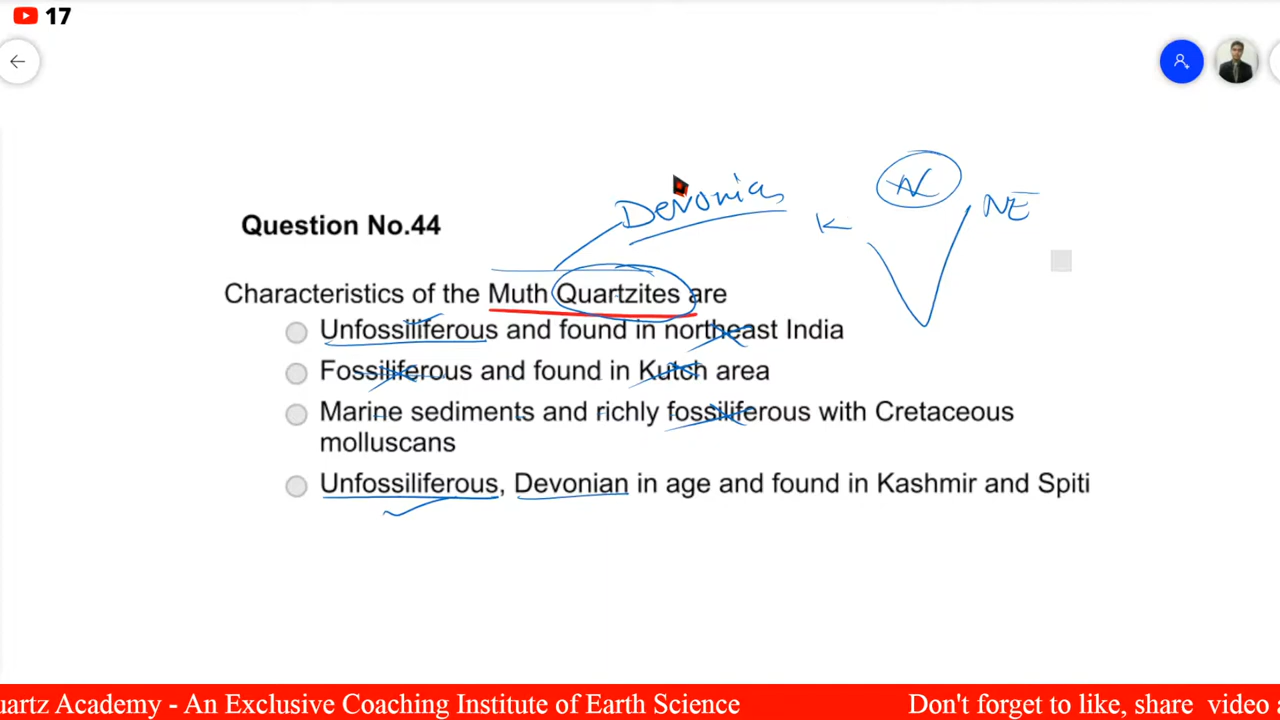 17
Devonian
N
K
NE
Question No.44
Characteristics of the Muth Quartzites are
Unfossiliferous and found in northeast India
Fossiliferous and found in Kutch area
Marine sediments and richly fossiliferous with Cretaceous
molluscans
Unfossiliferous, Devonian in age and found in Kashmir and Spiti
uartz Academy - An Exclusive Coaching Institute of Earth Science
Don't forget to like, share video a